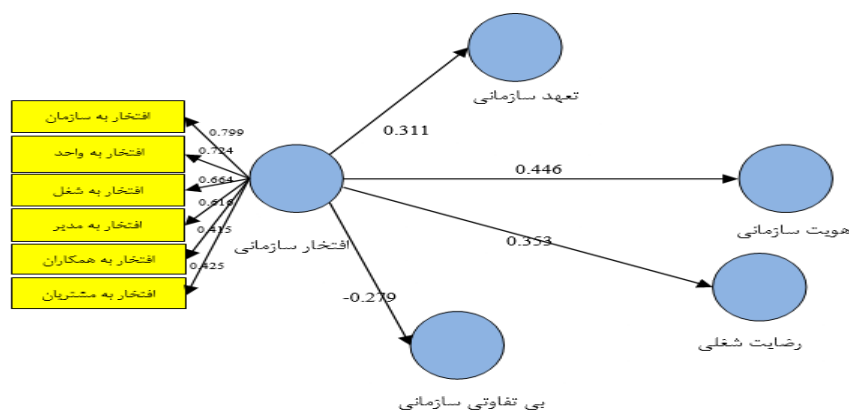 تعهد سازمانی
0.311
افتخار به سازمان
0.799
افتخار به واحد
0.724
افتخار به شغل
0.664
افتخار به مدیر
0.616
افتخار به همکاران
0.415
افتخار به مشتریان
0.425
افتخار سازمانی
0.446
هویت سازمانی
0.353
رضایت شغلی
-0.279
بی تفاوتی سازمانی